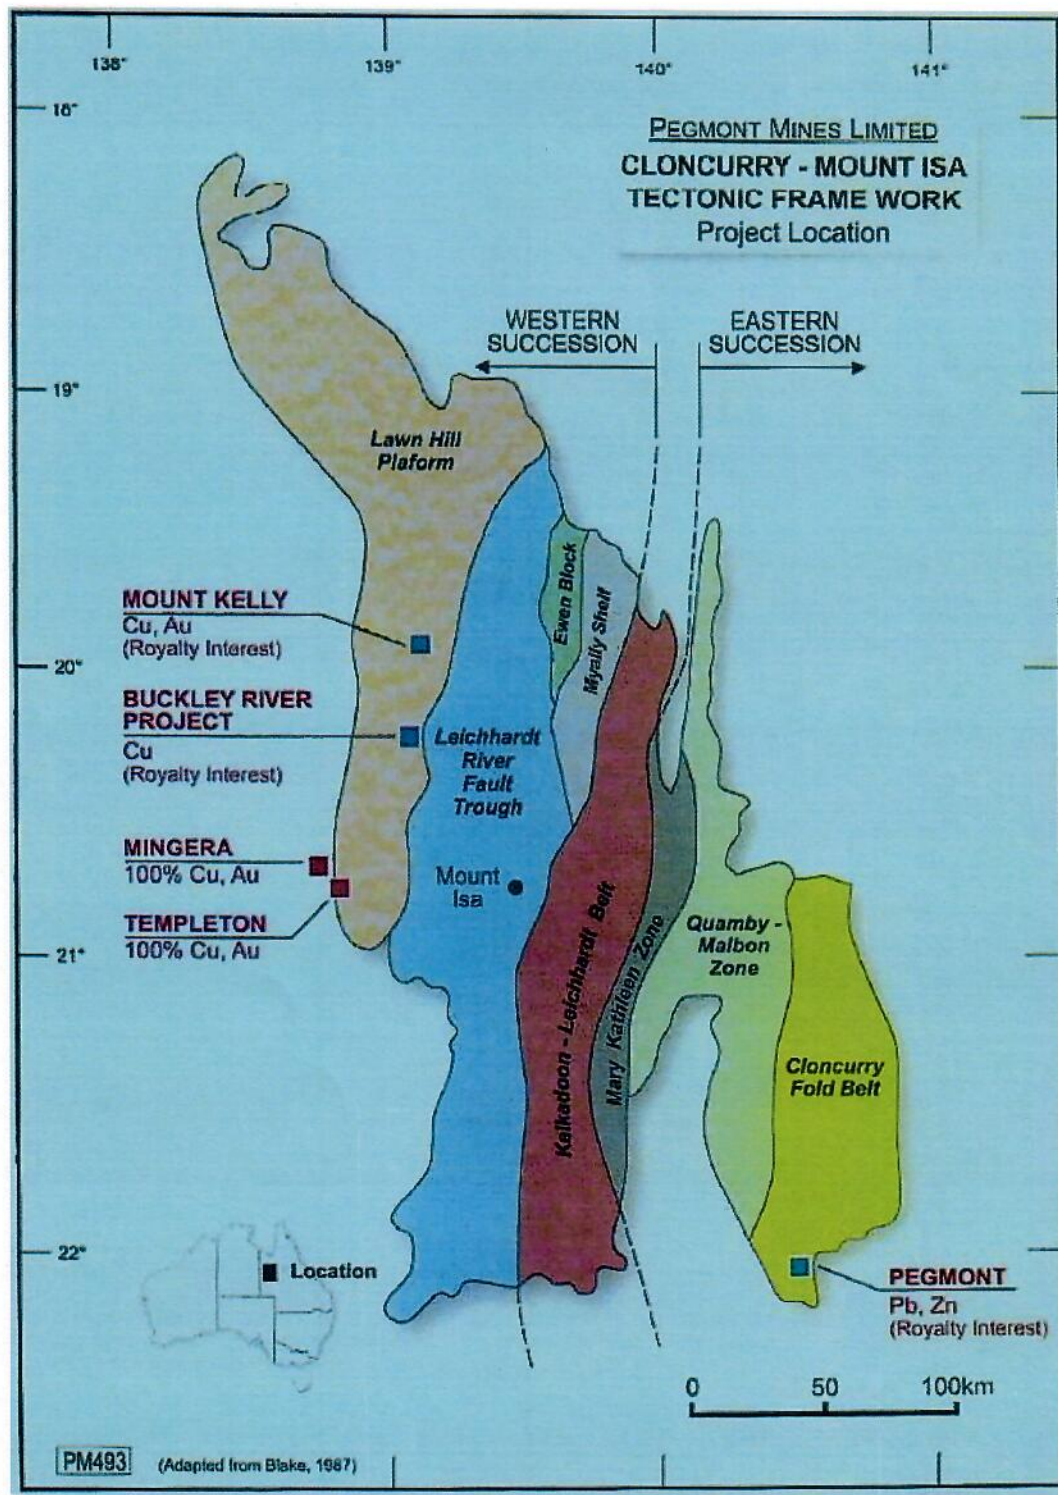 138°
139°
140°
141°
18°
PEGMONT MINES LIMITED
CLONCURRY - MOUNT ISA
TECTONIC FRAME WORK
Project Location
WESTERN
SUCCESSION
EASTERN
SUCCESSION
19°
Lawn Hill
Plaform
Ewen Block
Myally Shelf
MOUNT KELLY
Cu, Au
(Royalty Interest)
20°
BUCKLEY RIVER
PROJECT
Cu
(Royalty Interest)
Leichhardt
River
Fault
Trough
MINGERA
100% Cu, Au
Mount
Isa
TEMPLETON
100% Cu, Au
21°
Kalkadoon - Leichhardt Belt
Mary Kathleen Zone
Quamby -
Malbon
Zone
Cloncurry
Fold Belt
22°
Location
PEGMONT
Pb, Zn
(Royalty Interest)
0 50 100km
PM493 (Adapted from Blake, 1987)